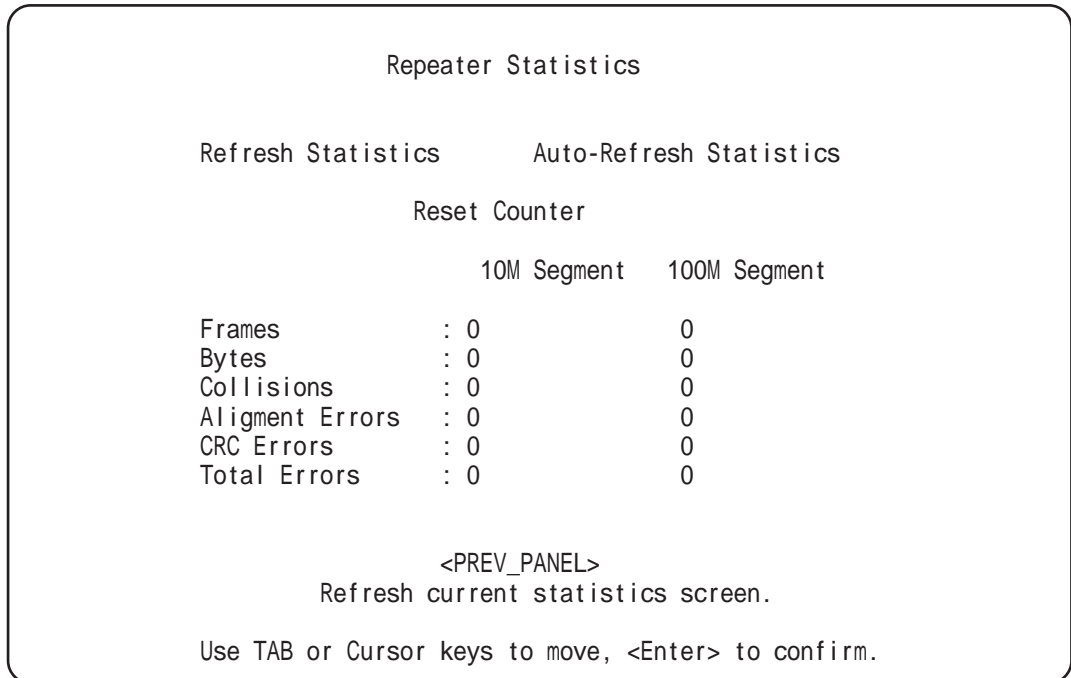 Repeater Statistics
Refresh Statistics Auto-Refresh Statistics
Reset Counter
10M Segment 100M Segment
Frames : 0 0
Bytes : 0 0
Collisions : 0 0
Aligment Errors : 0 0
CRC Errors : 0 0
Total Errors : 0 0
<PREV_PANEL>
Refresh current statistics screen.
Use TAB or Cursor keys to move, <Enter> to confirm.